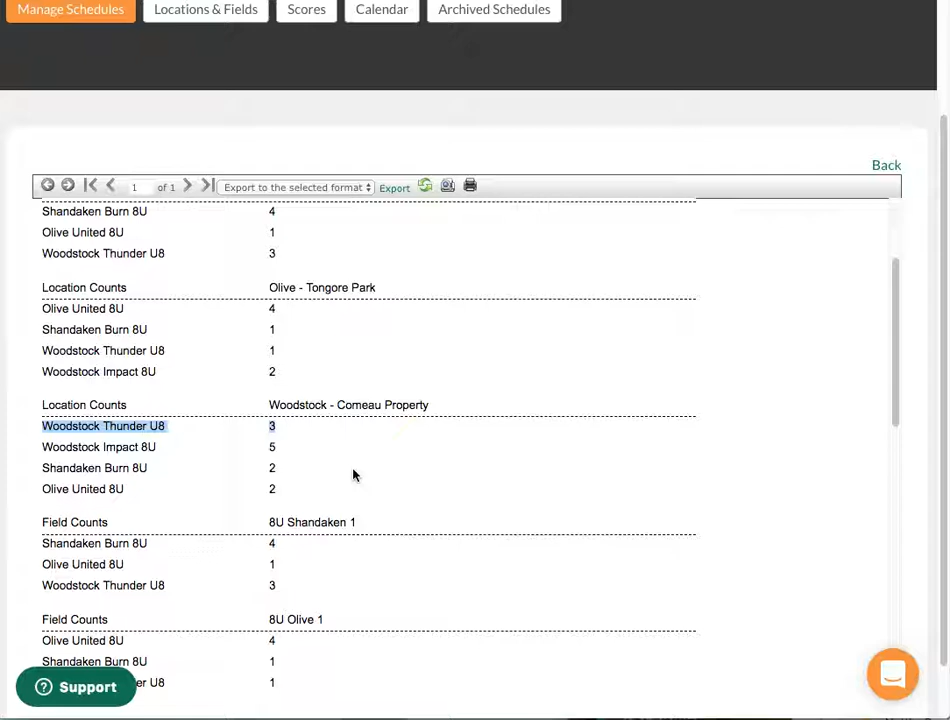 Manage Schedules Locations & Fields Scores Calendar Archived Schedules
Back
1 of 1 Export to the selected format Export
Shandaken Burn 8U 4
Olive United 8U 1
Woodstock Thunder U8 3
Location Counts Olive - Tongore Park
Olive United 8U 4
Shandaken Burn 8U 1
Woodstock Thunder U8 1
Woodstock Impact 8U 2
Location Counts Woodstock - Comeau Property
Woodstock Thunder U8 3
Woodstock Impact 8U 5
Shandaken Burn 8U 2
Olive United 8U 2
Field Counts 8U Shandaken 1
Shandaken Burn 8U 4
Olive United 8U 1
Woodstock Thunder U8 3
Field Counts 8U Olive 1
Olive United 8U 4
Shandaken Burn 8U 1
er U8 1
Support